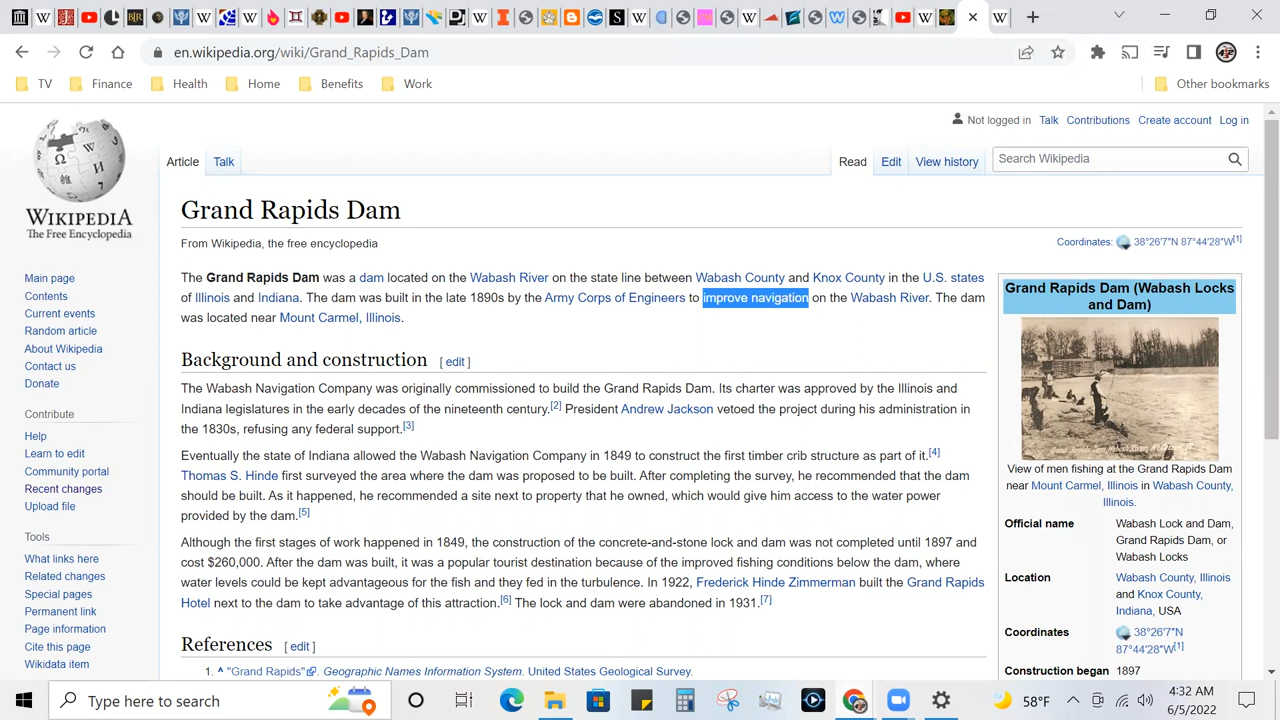 en.wikipedia.org/wiki/Grand_Rapids_Dam
TV
Finance
Health
Home
Benefits
Work
Other bookmarks
Not logged in Talk Contributions Create account Log in
Article Talk
Read Edit View history
Search Wikipedia
WIKIPEDIA
The Free Encyclopedia
Main page
Contents
Current events
Random article
About Wikipedia
Contact us
Donate
Contribute
Help
Learn to edit
Community portal
Recent changes
Upload file
Tools
What links here
Related changes
Special pages
Permanent link
Page information
Cite this page
Wikidata item
Grand Rapids Dam
From Wikipedia, the free encyclopedia
Coordinates: 38°26′7″N 87°44′28″W[1]
The Grand Rapids Dam was a dam located on the Wabash River on the state line between Wabash County and Knox County in the U.S. states
of Illinois and Indiana. The dam was built in the late 1890s by the Army Corps of Engineers to improve navigation on the Wabash River. The dam
was located near Mount Carmel, Illinois.
Background and construction [ edit ]
The Wabash Navigation Company was originally commissioned to build the Grand Rapids Dam. Its charter was approved by the Illinois and
Indiana legislatures in the early decades of the nineteenth century.[2] President Andrew Jackson vetoed the project during his administration in
the 1830s, refusing any federal support.[3]
Eventually the state of Indiana allowed the Wabash Navigation Company in 1849 to construct the first timber crib structure as part of it.[4]
Thomas S. Hinde first surveyed the area where the dam was proposed to be built. After completing the survey, he recommended that the dam
should be built. As it happened, he recommended a site next to property that he owned, which would give him access to the water power
provided by the dam.[5]
Although the first stages of work happened in 1849, the construction of the concrete-and-stone lock and dam was not completed until 1897 and
cost $260,000. After the dam was built, it was a popular tourist destination because of the improved fishing conditions below the dam, where
water levels could be kept advantageous for the fish and they fed in the turbulence. In 1922, Frederick Hinde Zimmerman built the Grand Rapids
Hotel next to the dam to take advantage of this attraction.[6] The lock and dam were abandoned in 1931.[7]
References [ edit ]
1. ^ "Grand Rapids". Geographic Names Information System. United States Geological Survey.
Grand Rapids Dam (Wabash Locks
and Dam)
View of men fishing at the Grand Rapids Dam
near Mount Carmel, Illinois in Wabash County,
Illinois.
Official name Wabash Lock and Dam,
Grand Rapids Dam, or
Wabash Locks
Location Wabash County, Illinois
and Knox County,
Indiana, USA
Coordinates 38°26′7″N
87°44′28″W[1]
Construction began 1897
Type here to search
58°F
4:32 AM
6/5/2022